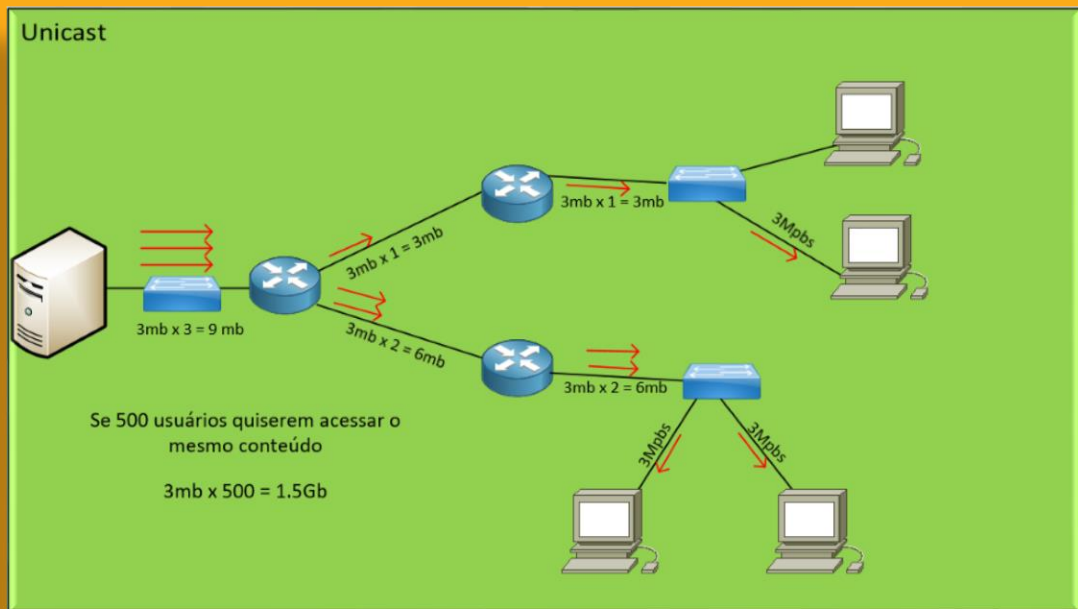 Unicast
3mb x 1 = 3mb
3Mpbs
3mb x 1 = 3mb
3mb x 3 = 9 mb
3mb x 2 = 6mb
3mb x 2 = 6mb
3Mpbs
3Mpbs
Se 500 usuários quiserem acessar o
mesmo conteúdo
3mb x 500 = 1.5Gb